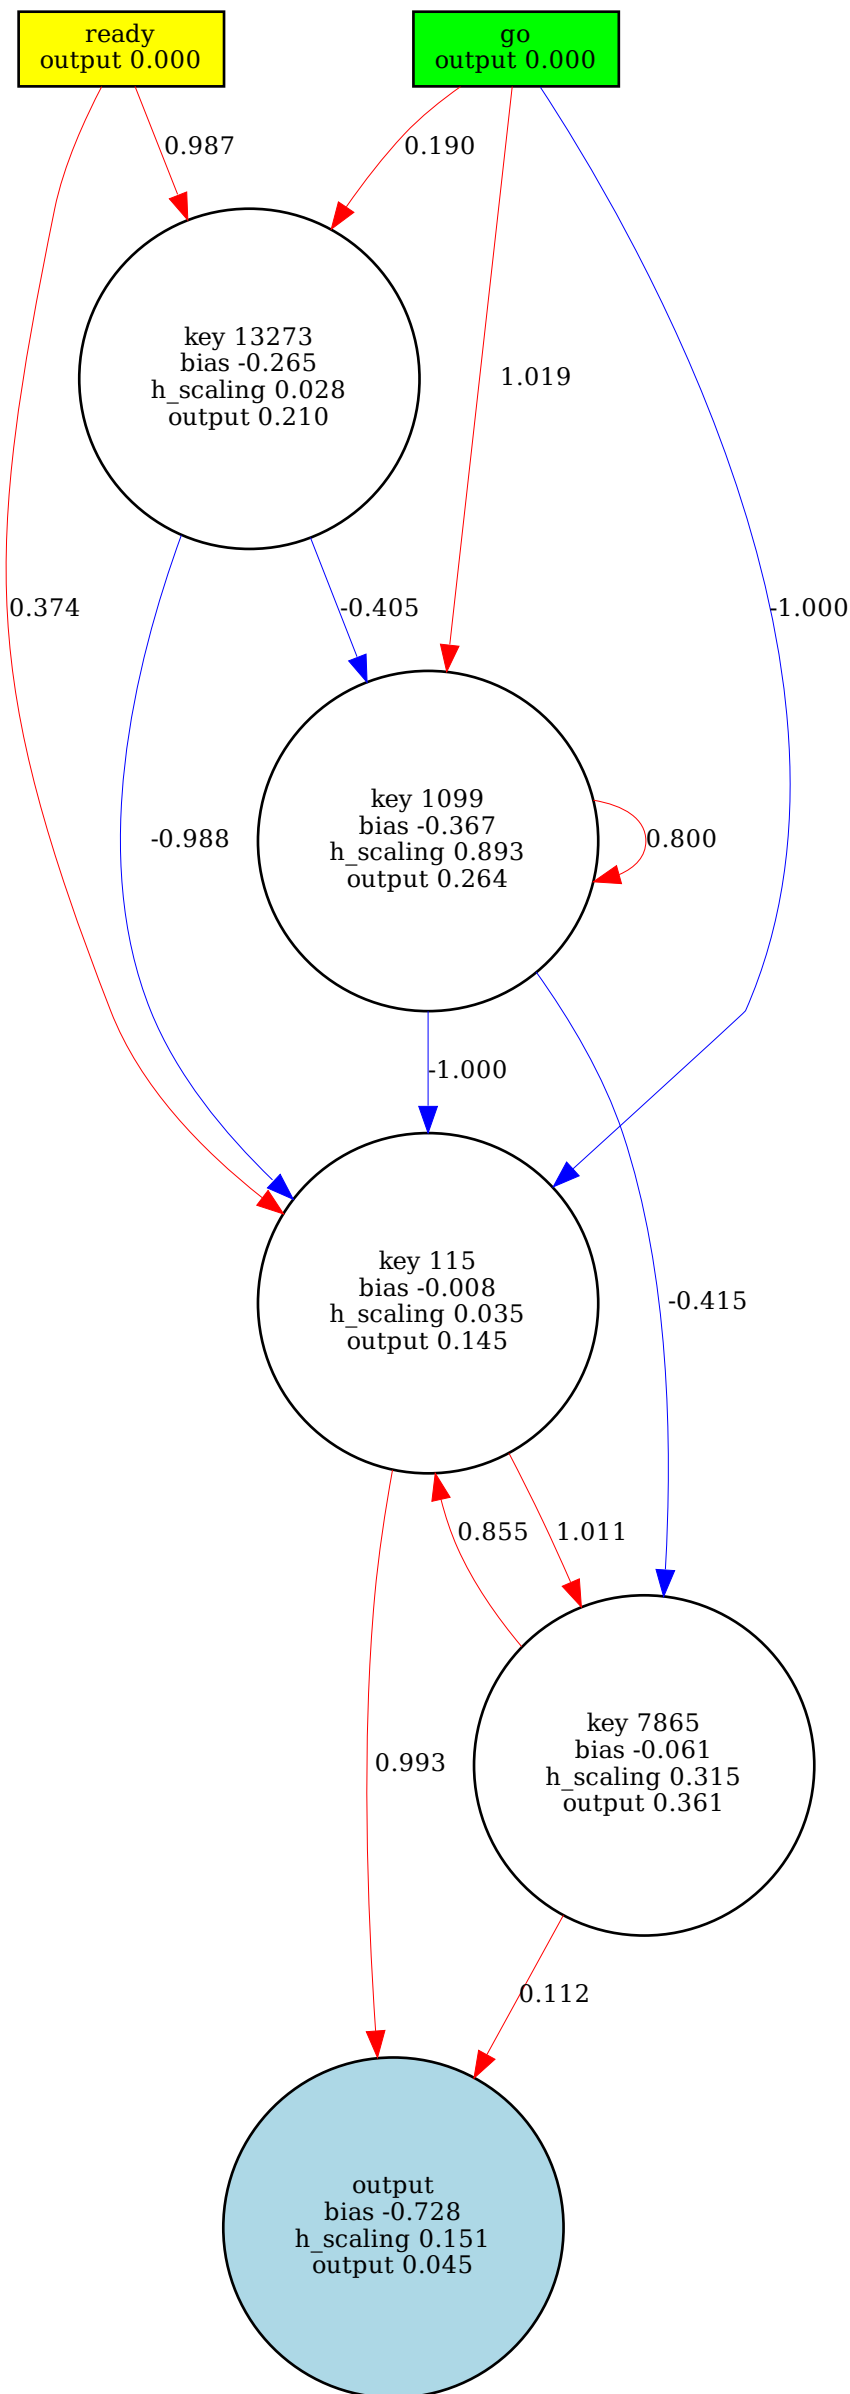 ready
output 0.000
go
output 0.000
0.987
0.190
key 13273
bias -0.265
h_scaling 0.028
output 0.210
1.019
0.374
-0.405
-1.000
key 1099
bias -0.367
h_scaling 0.893
output 0.264
-0.988
0.800
-1.000
key 115
bias -0.008
h_scaling 0.035
output 0.145
-0.415
0.855
1.011
key 7865
bias -0.061
h_scaling 0.315
output 0.361
0.993
0.112
output
bias -0.728
h_scaling 0.151
output 0.045